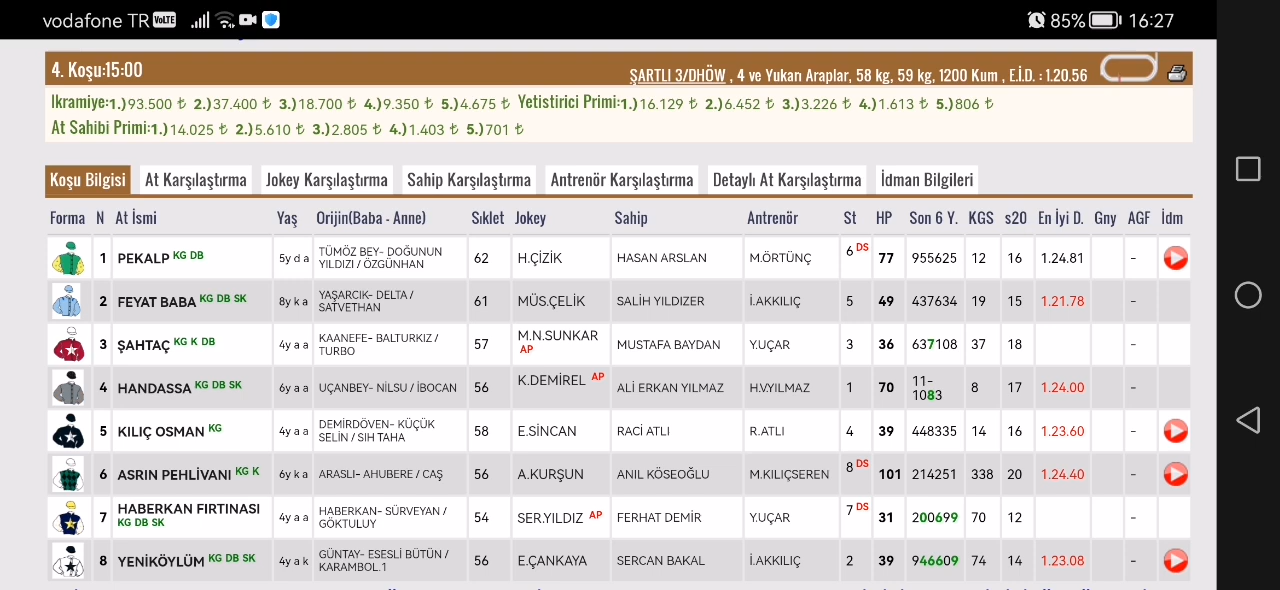 vodafone TR VoLTE 85% 16:27
4. Koşu:15:00
ŞARTLI 3/DHÖW , 4 ve Yukarı Araplar, 58 kg, 59 kg, 1200 Kum , E.İ.D. : 1.20.56
Ikramiye:1.)93.500 ₺ 2.)37.400 ₺ 3.)18.700 ₺ 4.)9.350 ₺ 5.)4.675 ₺ Yetistirici Primi:1.)16.129 ₺ 2.)6.452 ₺ 3.)3.226 ₺ 4.)1.613 ₺ 5.)806 ₺
At Sahibi Primi:1.)14.025 ₺ 2.)5.610 ₺ 3.)2.805 ₺ 4.)1.403 ₺ 5.)701 ₺
Koşu Bilgisi At Karşılaştırma Jokey Karşılaştırma Sahip Karşılaştırma Antrenör Karşılaştırma Detaylı At Karşılaştırma İdman Bilgileri
Forma N At İsmi Yaş Orijin(Baba - Anne) Sıklet Jokey Sahip Antrenör St HP Son 6 Y. KGS s20 En İyi D. Gny AGF İdm
1 PEKALP KG DB 5y d a TÜMÖZ BEY- DOĞUNUN YILDIZI / ÖZGÜNHAN 62 H.ÇİZİK HASAN ARSLAN M.ÖRTÜNÇ 6 DS 77 955625 12 16 1.24.81 -
2 FEYAT BABA KG DB SK 8y k a YAŞARCIK- DELTA / SATVETHAN 61 MÜS.ÇELİK SALİH YILDIZER İ.AKKILIÇ 5 49 437634 19 15 1.21.78 -
3 ŞAHTAÇ KG K DB 4y a a KAANEFE- BALTURKIZ / TURBO 57 M.N.SUNKAR AP MUSTAFA BAYDAN Y.UÇAR 3 36 637108 37 18 -
4 HANDASSA KG DB SK 6y a a UÇANBEY- NİLSU / İBOCAN 56 K.DEMİREL AP ALİ ERKAN YILMAZ H.V.YILMAZ 1 70 11-1083 8 17 1.24.00 -
5 KILIÇ OSMAN KG 4y a a DEMİRDÖVEN- KÜÇÜK SELİN / SIH TAHA 58 E.SİNCAN RACİ ATLI R.ATLI 4 39 448335 14 16 1.23.60 -
6 ASRIN PEHLİVANI KG K 6y k a ARASLI- AHUBERE / CAŞ 56 A.KURŞUN ANIL KÖSEOĞLU M.KILIÇSEREN 8 DS 101 214251 338 20 1.24.40 -
7 HABERKAN FIRTINASI KG DB SK 4y a a HABERKAN- SÜRVEYAN / GÖKTULUY 54 SER.YILDIZ AP FERHAT DEMİR Y.UÇAR 7 DS 31 200699 70 12 -
8 YENİKÖYLÜM KG DB SK 4y a k GÜNTAY- ESESLİ BÜTÜN / KARAMBOL.1 56 E.ÇANKAYA SERCAN BAKAL İ.AKKILIÇ 2 39 946609 74 14 1.23.08 -